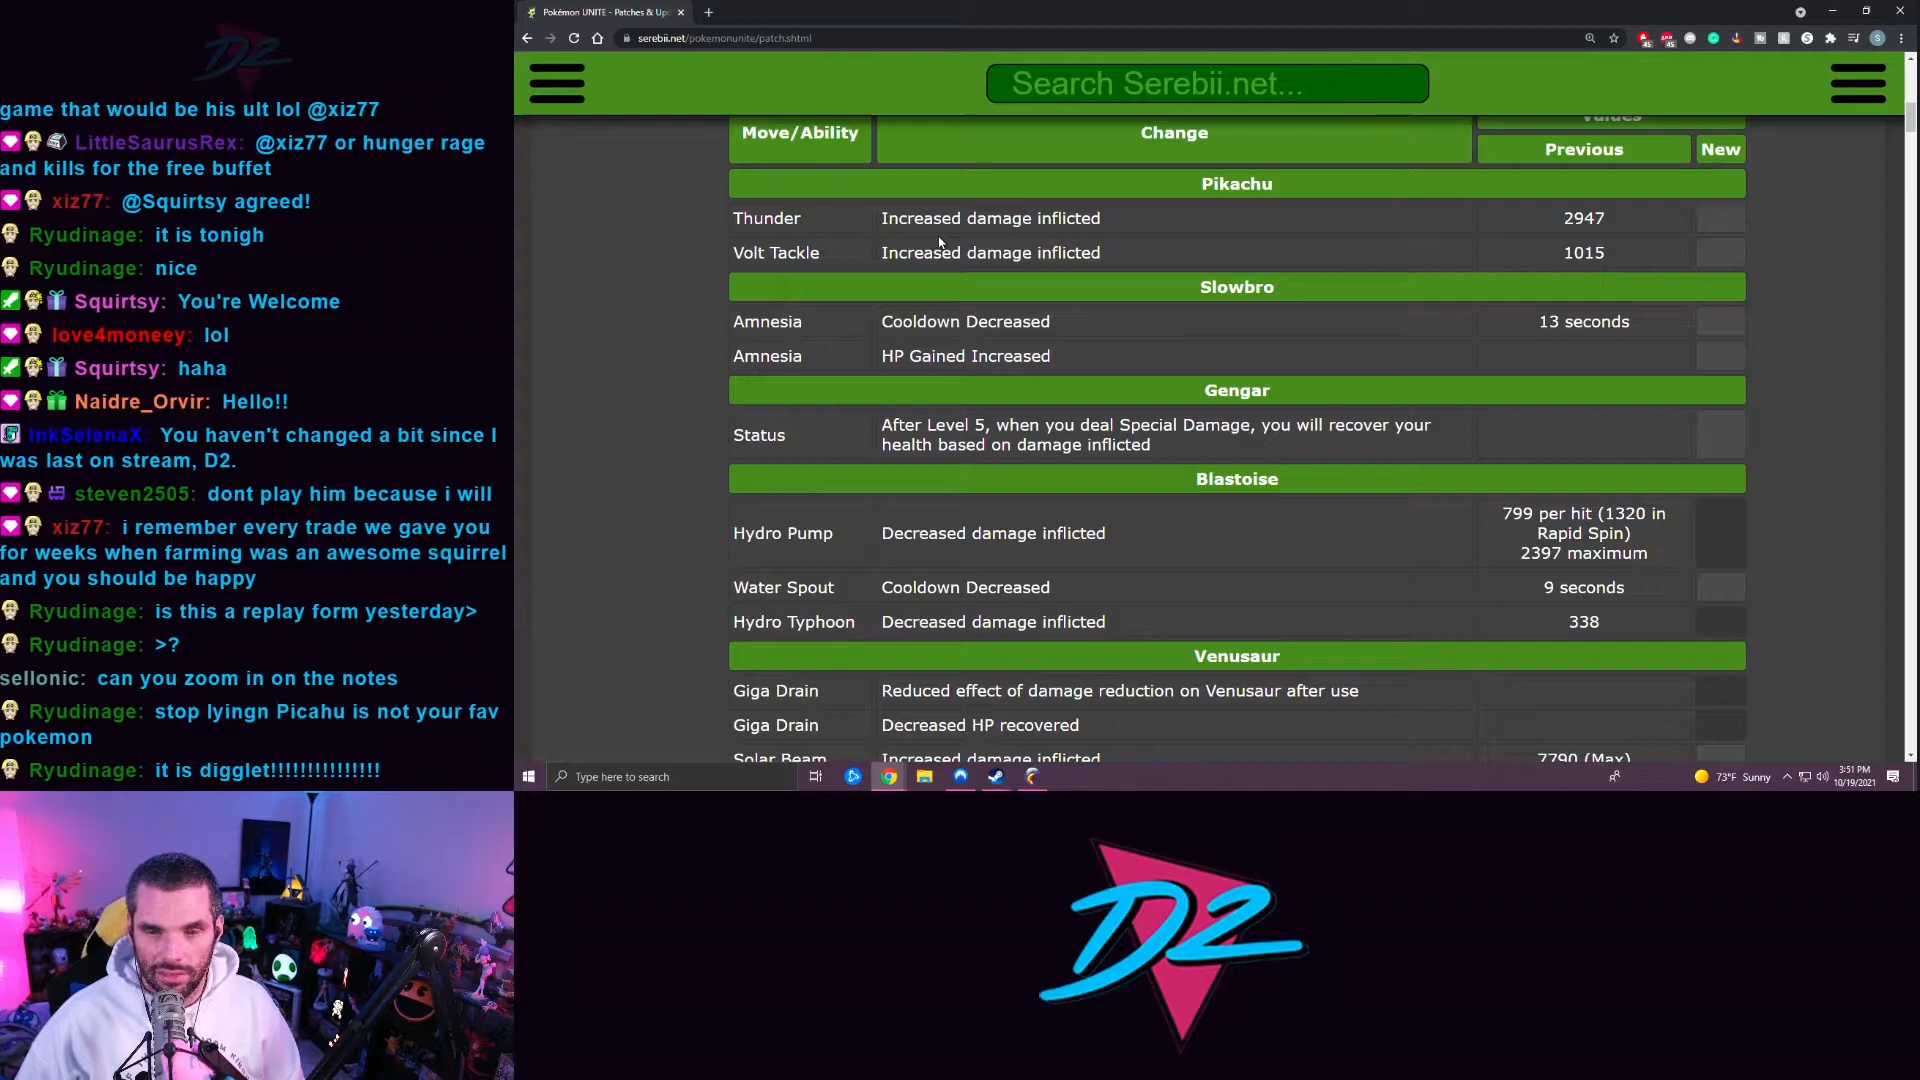 game that would be his ult lol @xiz77
LittleSaurusRex: @xiz77 or hunger rage
and kills for the free buffet
xiz77: @Squirtsy agreed!
Ryudinage: it is tonigh
Ryudinage: nice
Squirtsy: You're Welcome
love4moneey: lol
Squirtsy: haha
Naidre_Orvir: Hello!!
InkSelenaX: You haven't changed a bit since I
was last on stream, D2.
steven2505: dont play him because i will
xiz77: i remember every trade we gave you
for weeks when farming was an awesome squirrel
and you should be happy
Ryudinage: is this a replay form yesterday>
Ryudinage: >?
sellonic: can you zoom in on the notes
Ryudinage: stop lyingn Picahu is not your fav
pokemon
Ryudinage: it is digglet!!!!!!!!!!!!!!!
D2
Pokémon UNITE - Patches & Up
serebii.net/pokemonunite/patch.shtml
45
45
S
Search Serebii.net...
Move/Ability
Change
Values
Previous
New
Pikachu
Thunder
Increased damage inflicted
2947
Volt Tackle
Increased damage inflicted
1015
Slowbro
Amnesia
Cooldown Decreased
13 seconds
Amnesia
HP Gained Increased
Gengar
Status
After Level 5, when you deal Special Damage, you will recover your
health based on damage inflicted
Blastoise
Hydro Pump
Decreased damage inflicted
799 per hit (1320 in
Rapid Spin)
2397 maximum
Water Spout
Cooldown Decreased
9 seconds
Hydro Typhoon
Decreased damage inflicted
338
Venusaur
Giga Drain
Reduced effect of damage reduction on Venusaur after use
Giga Drain
Decreased HP recovered
Solar Beam
Increased damage inflicted
7790 (Max)
Type here to search
73°F Sunny
3:51 PM
10/19/2021
D2